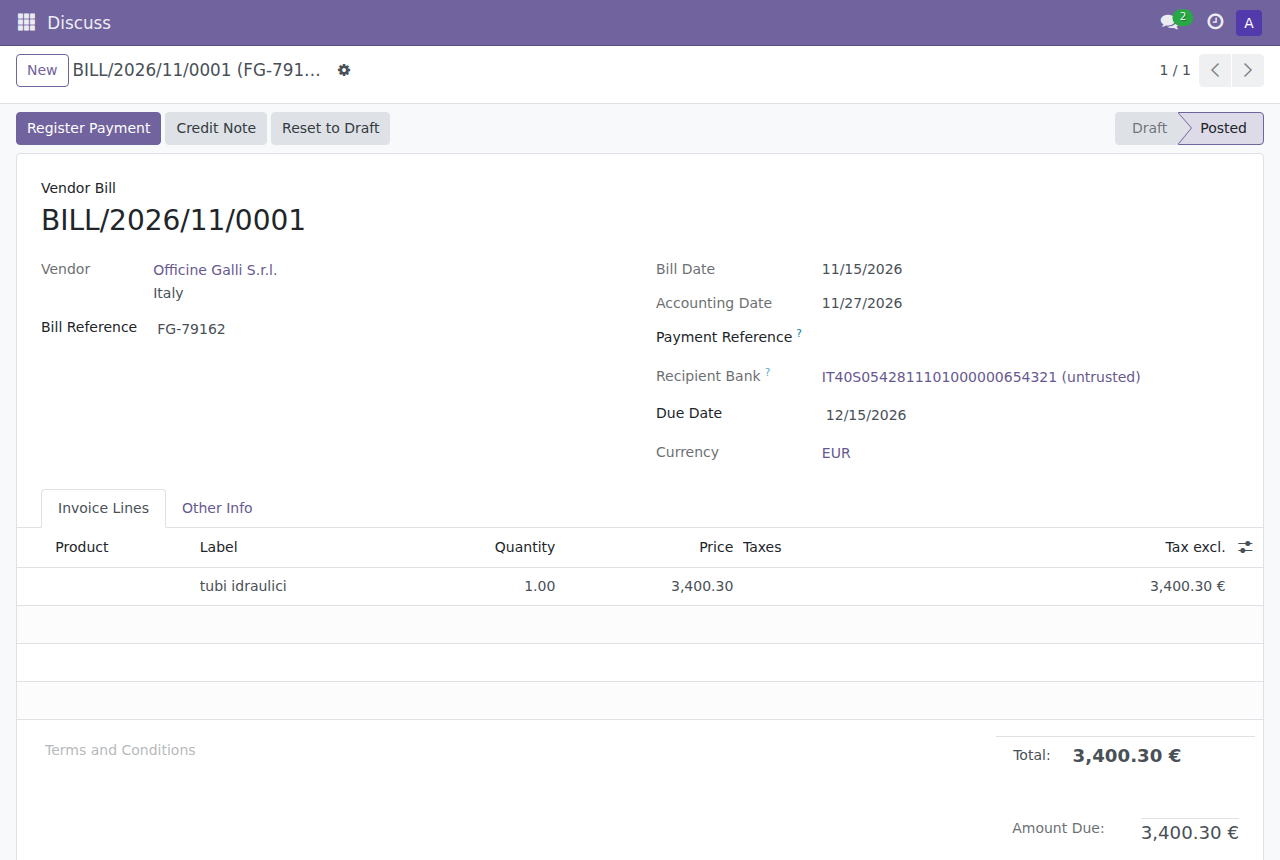 Discuss
2
A
New
BILL/2026/11/0001 (FG-791...
1 / 1
Register Payment
Credit Note
Reset to Draft
Draft
Posted
Vendor Bill
BILL/2026/11/0001
Vendor
Officine Galli S.r.l.
Italy
Bill Reference
FG-79162
Bill Date
11/15/2026
Accounting Date
11/27/2026
Payment Reference ?
Recipient Bank ?
IT40S0542811101000000654321 (untrusted)
Due Date
12/15/2026
Currency
EUR
Invoice Lines
Other Info
Product Label Quantity Price Taxes Tax excl.
tubi idraulici 1.00 3,400.30 3,400.30 €
Terms and Conditions
Total: 3,400.30 €
Amount Due: 3,400.30 €